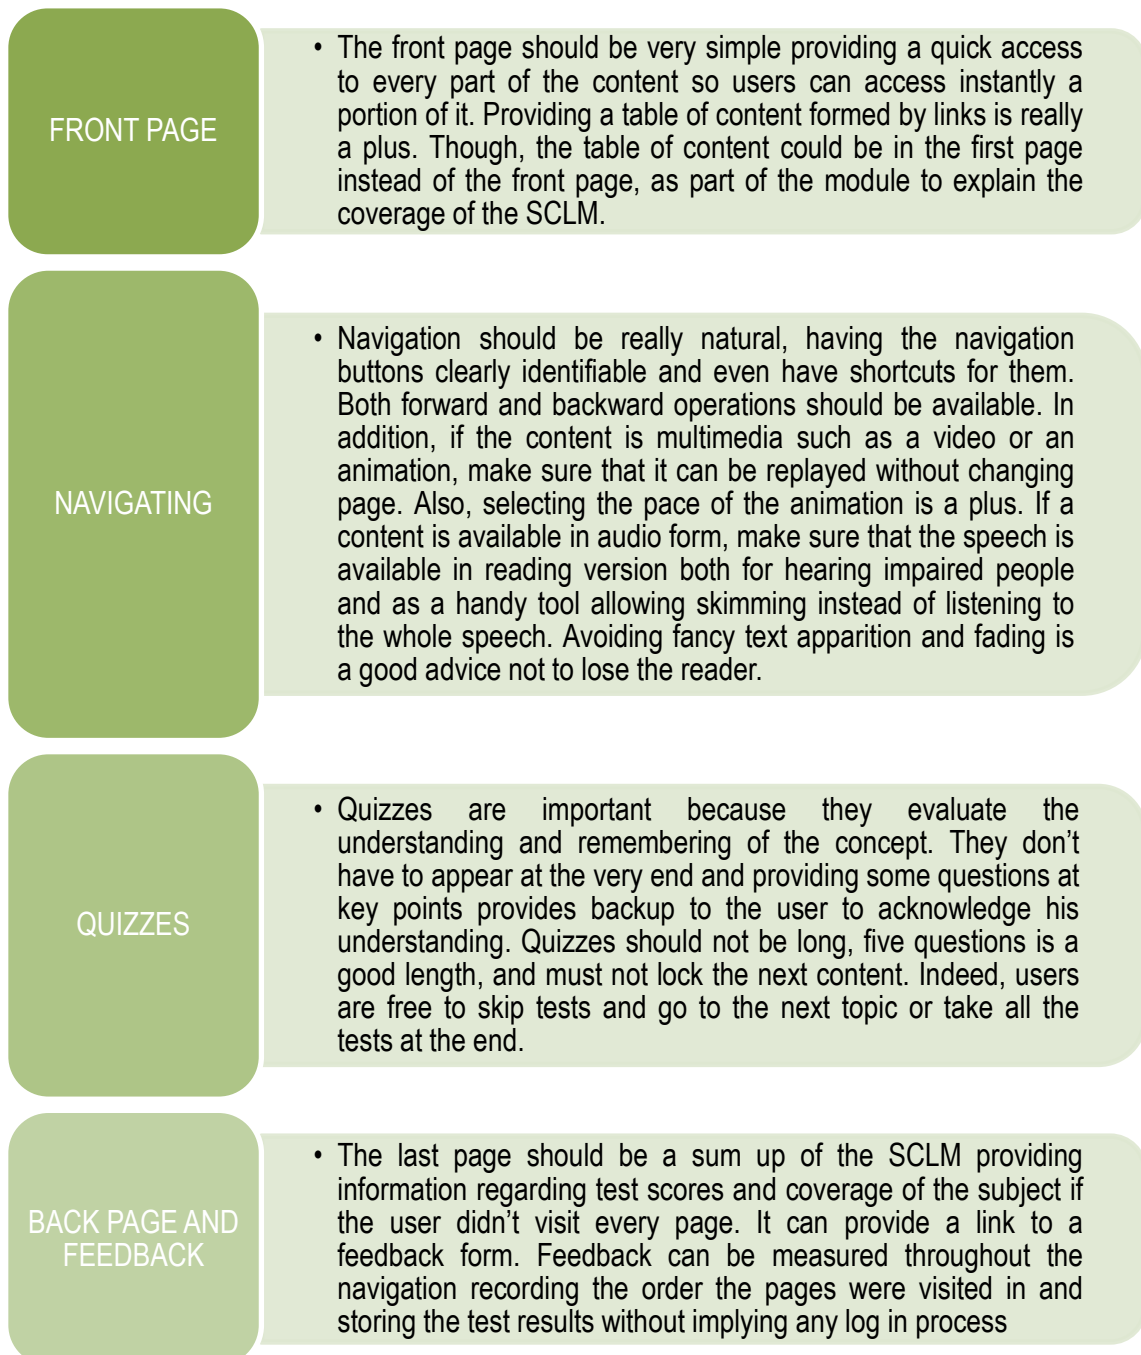 FRONT PAGE
• The front page should be very simple providing a quick access
to every part of the content so users can access instantly a
portion of it. Providing a table of content formed by links is really
a plus. Though, the table of content could be in the first page
instead of the front page, as part of the module to explain the
coverage of the SCLM.
NAVIGATING
• Navigation should be really natural, having the navigation
buttons clearly identifiable and even have shortcuts for them.
Both forward and backward operations should be available. In
addition, if the content is multimedia such as a video or an
animation, make sure that it can be replayed without changing
page. Also, selecting the pace of the animation is a plus. If a
content is available in audio form, make sure that the speech is
available in reading version both for hearing impaired people
and as a handy tool allowing skimming instead of listening to
the whole speech. Avoiding fancy text apparition and fading is
a good advice not to lose the reader.
QUIZZES
• Quizzes are important because they evaluate the
understanding and remembering of the concept. They don’t
have to appear at the very end and providing some questions at
key points provides backup to the user to acknowledge his
understanding. Quizzes should not be long, five questions is a
good length, and must not lock the next content. Indeed, users
are free to skip tests and go to the next topic or take all the
tests at the end.
BACK PAGE AND
FEEDBACK
• The last page should be a sum up of the SCLM providing
information regarding test scores and coverage of the subject if
the user didn’t visit every page. It can provide a link to a
feedback form. Feedback can be measured throughout the
navigation recording the order the pages were visited in and
storing the test results without implying any log in process